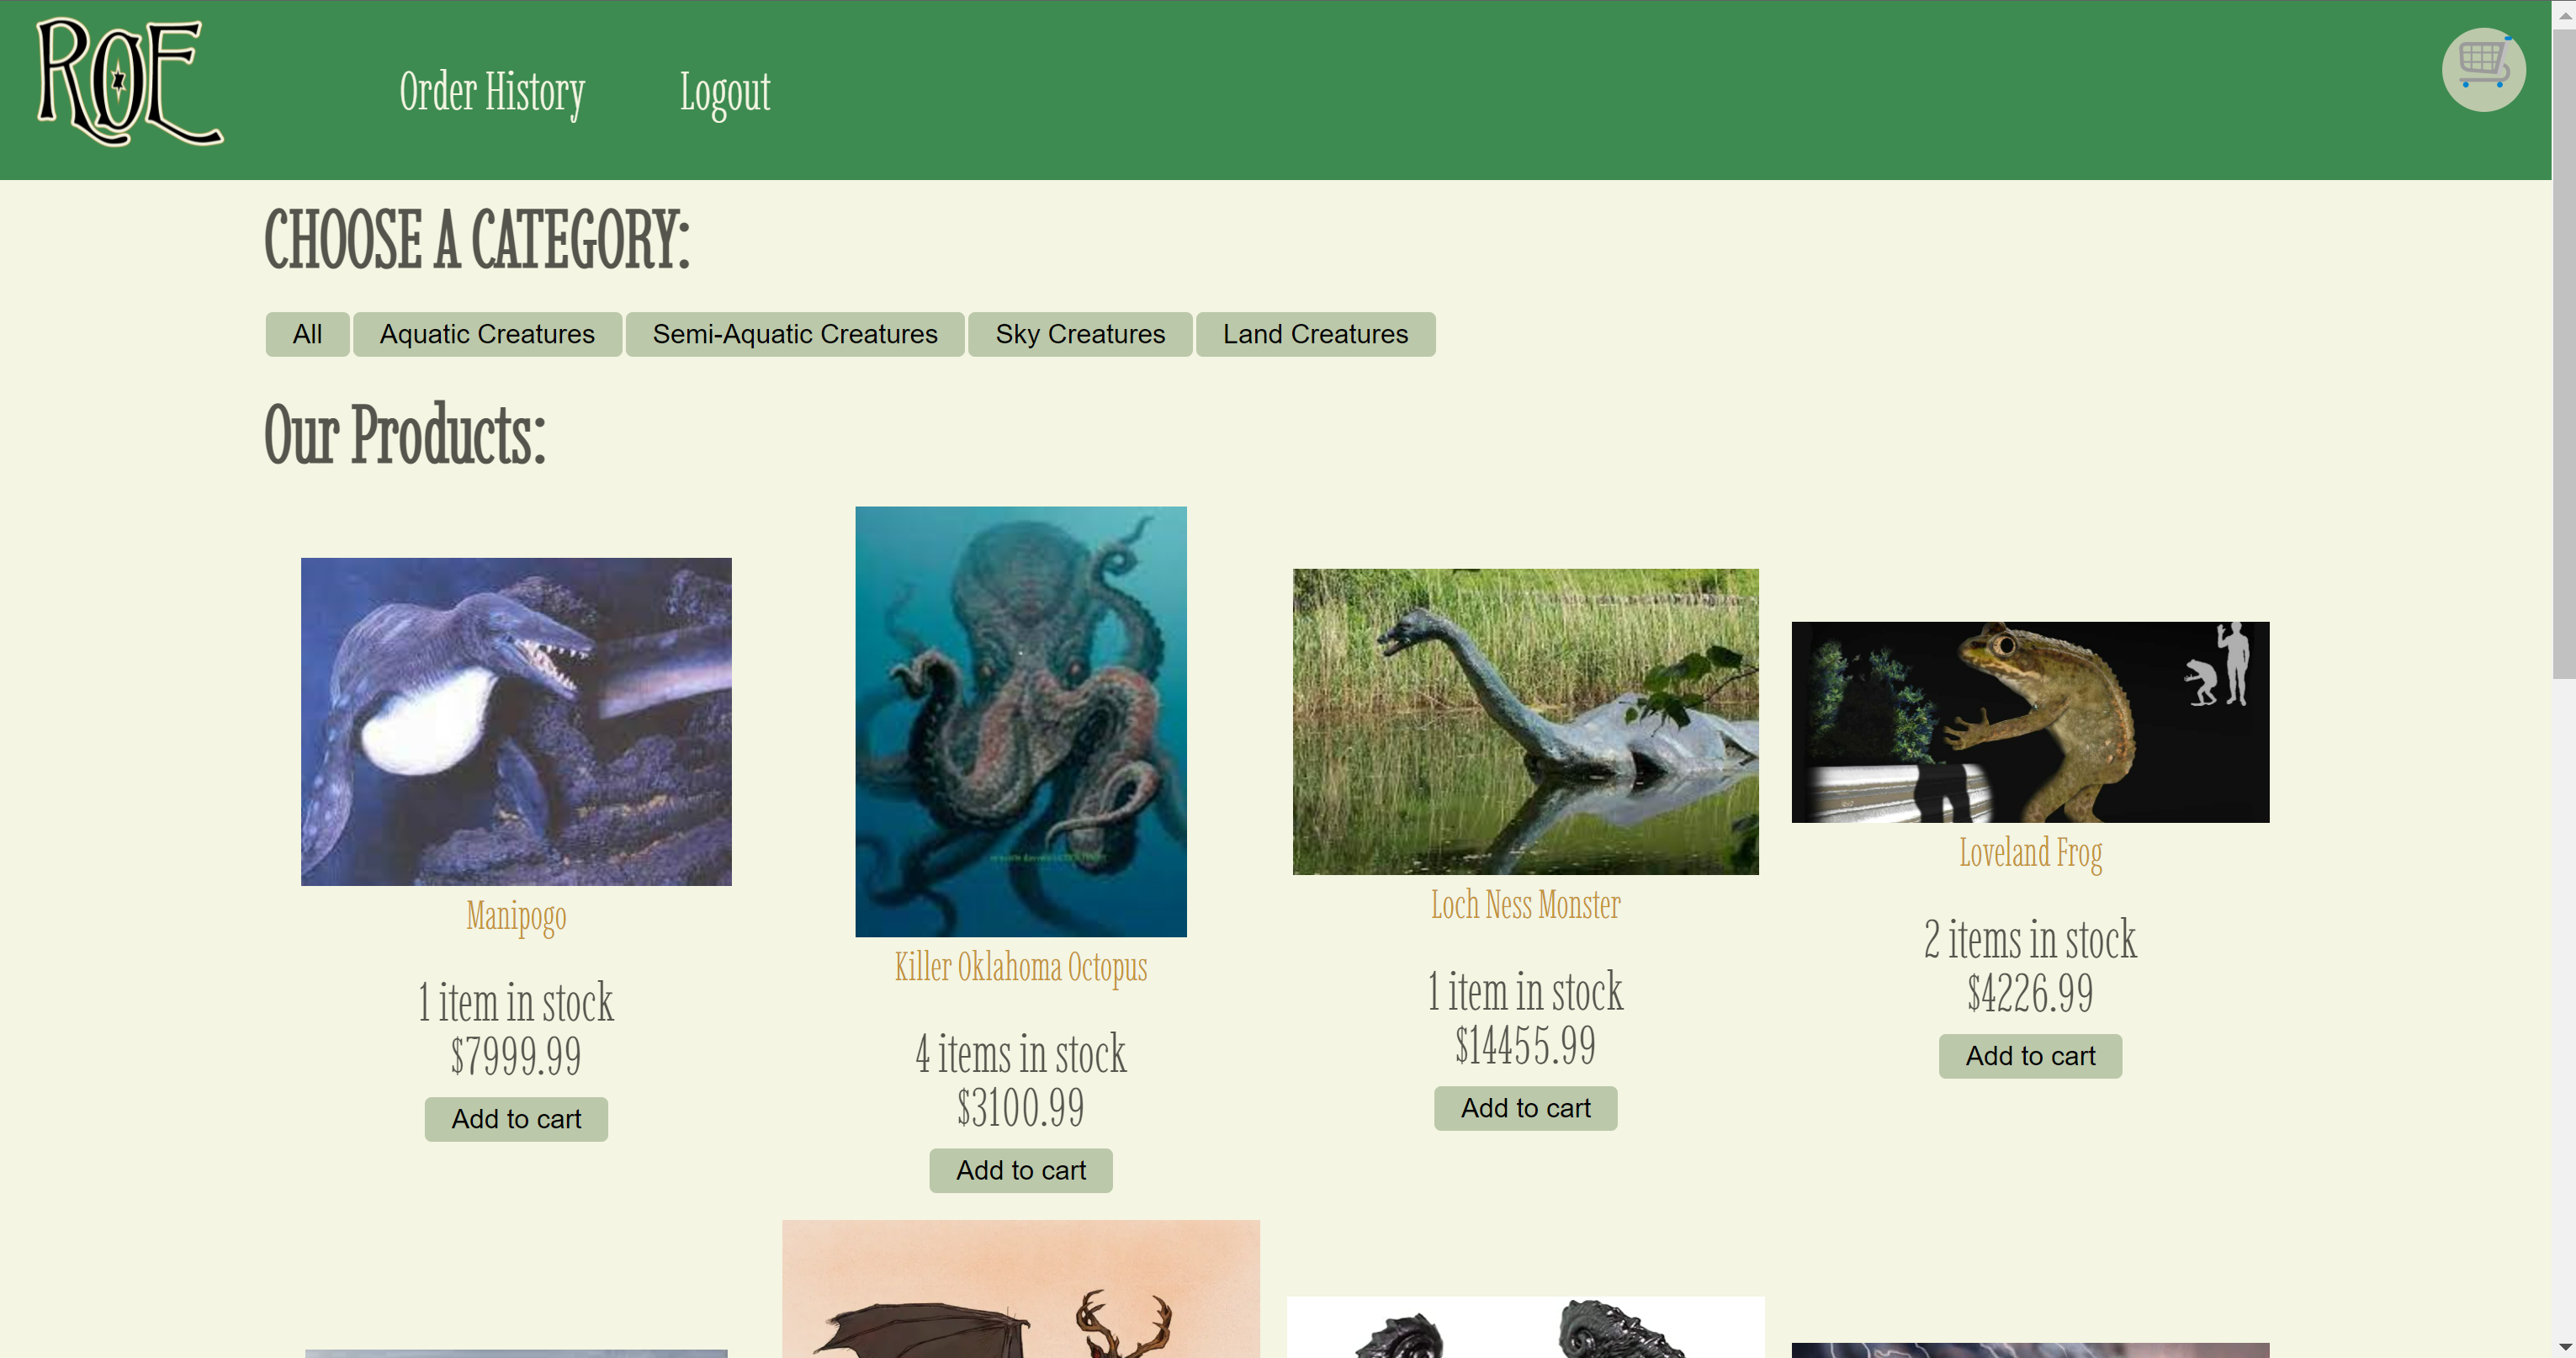 ROE
Order History
Logout
CHOOSE A CATEGORY:
All
Aquatic Creatures
Semi-Aquatic Creatures
Sky Creatures
Land Creatures
Our Products:
Manipogo
1 item in stock
$7999.99
Add to cart
Killer Oklahoma Octopus
4 items in stock
$3100.99
Add to cart
Loch Ness Monster
1 item in stock
$14455.99
Add to cart
Loveland Frog
2 items in stock
$4226.99
Add to cart